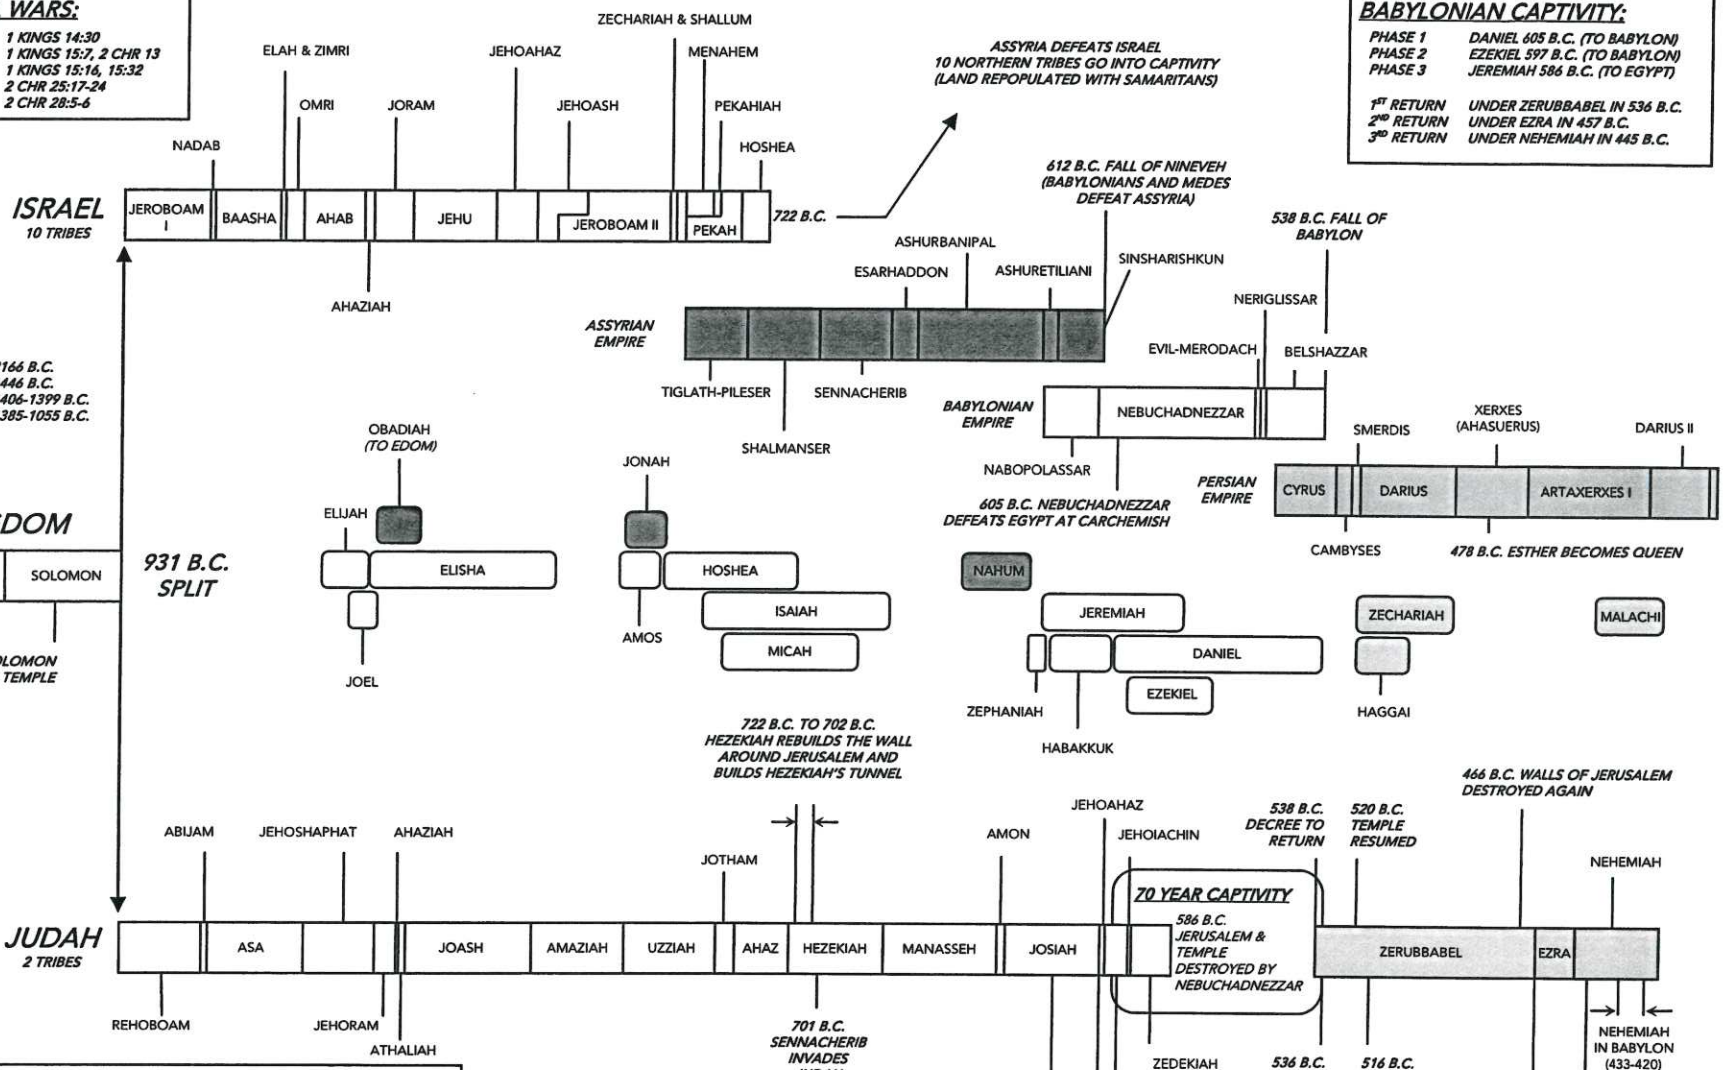 WARS:
1 KINGS 14:30
1 KINGS 15:7, 2 CHR 13
1 KINGS 15:16, 15:32
2 CHR 25:17-24
2 CHR 28:5-6
BABYLONIAN CAPTIVITY:
PHASE 1 DANIEL 605 B.C. (TO BABYLON)
PHASE 2 EZEKIEL 597 B.C. (TO BABYLON)
PHASE 3 JEREMIAH 586 B.C. (TO EGYPT)
1ST RETURN UNDER ZERUBBABEL IN 536 B.C.
2ND RETURN UNDER EZRA IN 457 B.C.
3RD RETURN UNDER NEHEMIAH IN 445 B.C.
ZECHARIAH & SHALLUM
ELAH & ZIMRI
JEHOAHAZ
MENAHEM
OMRI
JORAM
JEHOASH
PEKAHIAH
NADAB
HOSHEA
ASSYRIA DEFEATS ISRAEL
10 NORTHERN TRIBES GO INTO CAPTIVITY
(LAND REPOPULATED WITH SAMARITANS)
ISRAEL
10 TRIBES
JEROBOAM
I
BAASHA
AHAB
JEHU
JEROBOAM II
PEKAH
722 B.C.
AHAZIAH
612 B.C. FALL OF NINEVEH
(BABYLONIANS AND MEDES
DEFEAT ASSYRIA)
538 B.C. FALL OF
BABYLON
ASHURBANIPAL
ESARHADDON
ASHURETILIANI
SINSHARISHKUN
ASSYRIAN
EMPIRE
TIGLATH-PILESER
SENNACHERIB
SHALMANSER
NERIGLISSAR
EVIL-MERODACH
BELSHAZZAR
BABYLONIAN
EMPIRE
NEBUCHADNEZZAR
NABOPOLASSAR
605 B.C. NEBUCHADNEZZAR
DEFEATS EGYPT AT CARCHEMISH
XERXES
(AHASUERUS)
SMERDIS
DARIUS II
PERSIAN
EMPIRE
CYRUS
DARIUS
ARTAXERXES I
CAMBYSES
478 B.C. ESTHER BECOMES QUEEN
166 B.C.
446 B.C.
406-1399 B.C.
385-1055 B.C.
DOM
SOLOMON
OLOMON
TEMPLE
931 B.C.
SPLIT
OBADIAH
(TO EDOM)
ELIJAH
ELISHA
JOEL
JONAH
HOSHEA
AMOS
ISAIAH
MICAH
NAHUM
JEREMIAH
DANIEL
EZEKIEL
ZEPHANIAH
HABAKKUK
ZECHARIAH
MALACHI
HAGGAI
722 B.C. TO 702 B.C.
HEZEKIAH REBUILDS THE WALL
AROUND JERUSALEM AND
BUILDS HEZEKIAH'S TUNNEL
466 B.C. WALLS OF JERUSALEM
DESTROYED AGAIN
538 B.C.
DECREE TO
RETURN
520 B.C.
TEMPLE
RESUMED
NEHEMIAH
ABIJAM
JEHOSHAPHAT
AHAZIAH
JOTHAM
AMON
JEHOAHAZ
JEHOIACHIN
JUDAH
2 TRIBES
ASA
JOASH
AMAZIAH
UZZIAH
AHAZ
HEZEKIAH
MANASSEH
JOSIAH
70 YEAR CAPTIVITY
586 B.C.
JERUSALEM &
TEMPLE
DESTROYED BY
NEBUCHADNEZZAR
ZERUBBABEL
EZRA
REHOBOAM
JEHORAM
ATHALIAH
701 B.C.
SENNACHERIB
INVADES
ZEDEKIAH
536 B.C.
516 B.C.
NEHEMIAH
IN BABYLON
(433-420)